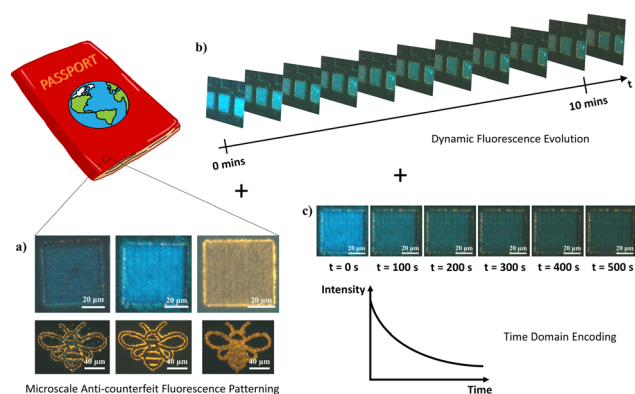 PASSPORT
b)
0 mins
10 mins
t
Dynamic Fluorescence Evolution
+
+
a)
20 µm
20 µm
20 µm
40 µm
40 µm
40 µm
Microscale Anti-counterfeit Fluorescence Patterning
c)
20 µm
20 µm
20 µm
20 µm
20 µm
20 µm
t = 0 s
t = 100 s
t = 200 s
t = 300 s
t = 400 s
t = 500 s
Intensity
Time Domain Encoding
Time